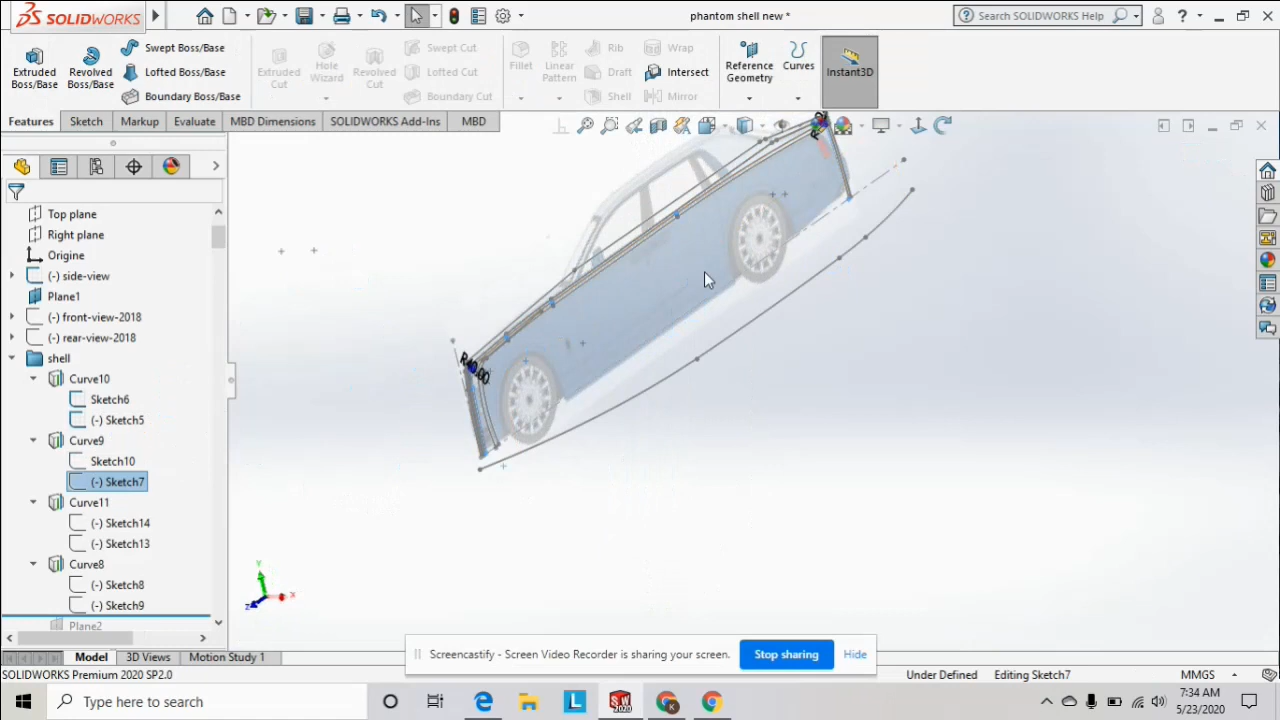 SOLIDWORKS
phantom shell new *
Search SOLIDWORKS Help
Extruded Boss/Base
Revolved Boss/Base
Swept Boss/Base
Lofted Boss/Base
Boundary Boss/Base
Extruded Cut
Hole Wizard
Revolved Cut
Swept Cut
Lofted Cut
Boundary Cut
Fillet
Linear Pattern
Rib
Draft
Shell
Wrap
Intersect
Mirror
Reference Geometry
Curves
Instant3D
Features
Sketch
Markup
Evaluate
MBD Dimensions
SOLIDWORKS Add-Ins
MBD
Top plane
Right plane
Origine
(-) side-view
Plane1
(-) front-view-2018
(-) rear-view-2018
shell
Curve10
Sketch6
(-) Sketch5
Curve9
Sketch10
(-) Sketch7
Curve11
(-) Sketch14
(-) Sketch13
Curve8
(-) Sketch8
(-) Sketch9
Plane2
R40.00
Y
X
Z
Screencastify - Screen Video Recorder is sharing your screen.
Stop sharing
Hide
Model
3D Views
Motion Study 1
SOLIDWORKS Premium 2020 SP2.0
Under Defined
Editing Sketch7
MMGS
Type here to search
7:34 AM
5/23/2020